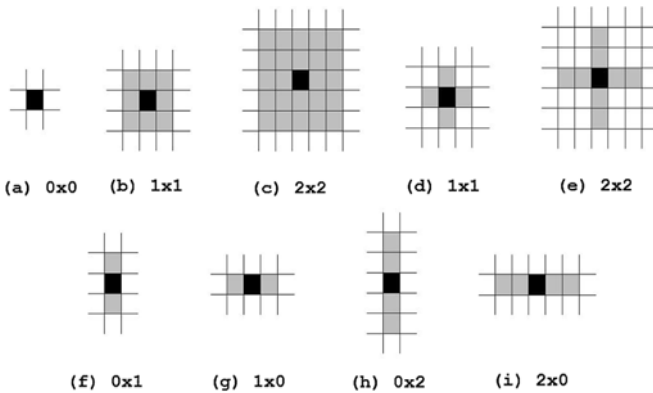 (a) 0x0 (b) 1x1 (c) 2x2 (d) 1x1 (e) 2x2
(f) 0x1 (g) 1x0 (h) 0x2 (i) 2x0